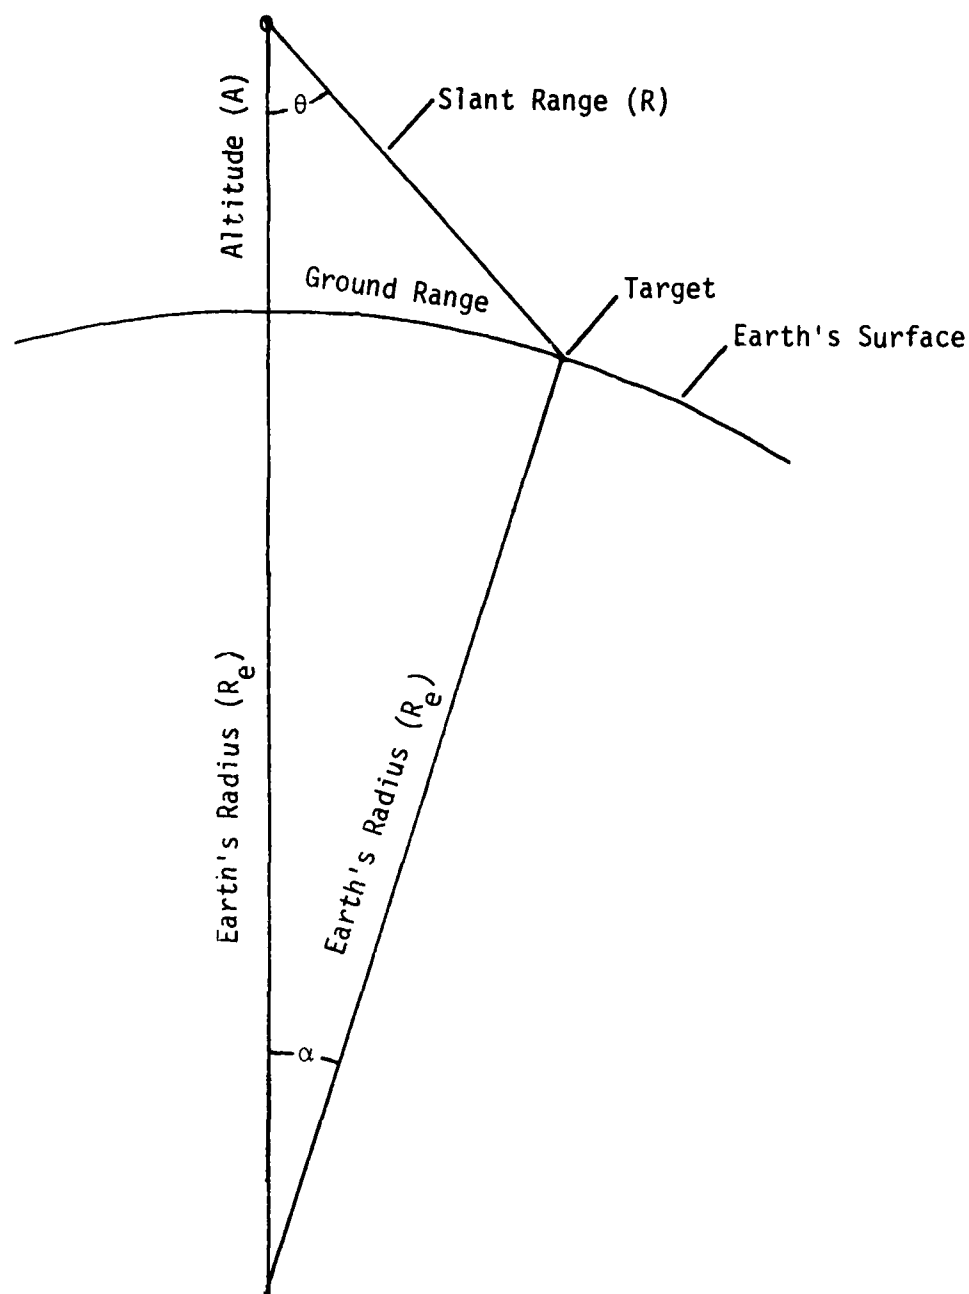 Altitude (A)
θ
Slant Range (R)
Ground Range
Target
Earth's Surface
Earth's Radius (Re)
Earth's Radius (Re)
α